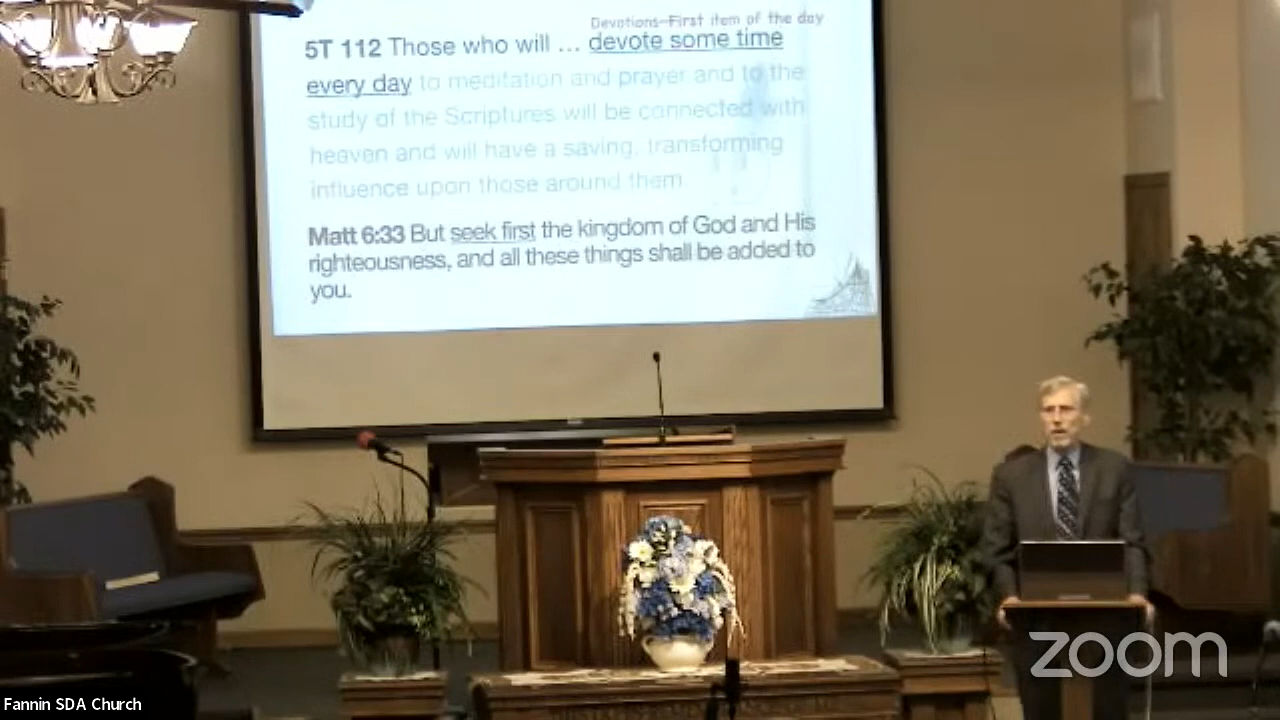 Devotions—First item of the day
5T 112 Those who will ... devote some time
every day to meditation and prayer and to the
study of the Scriptures will be connected with
heaven and will have a saving, transforming
influence upon those around them
Matt 6:33 But seek first the kingdom of God and His
righteousness, and all these things shall be added to
you.
zoom
Fannin SDA Church